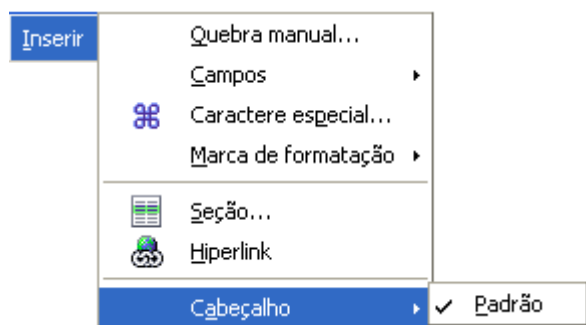 Inserir
Quebra manual...
Campos
Caractere especial...
Marca de formatação
Seção...
Hiperlink
Cabeçalho
Padrão